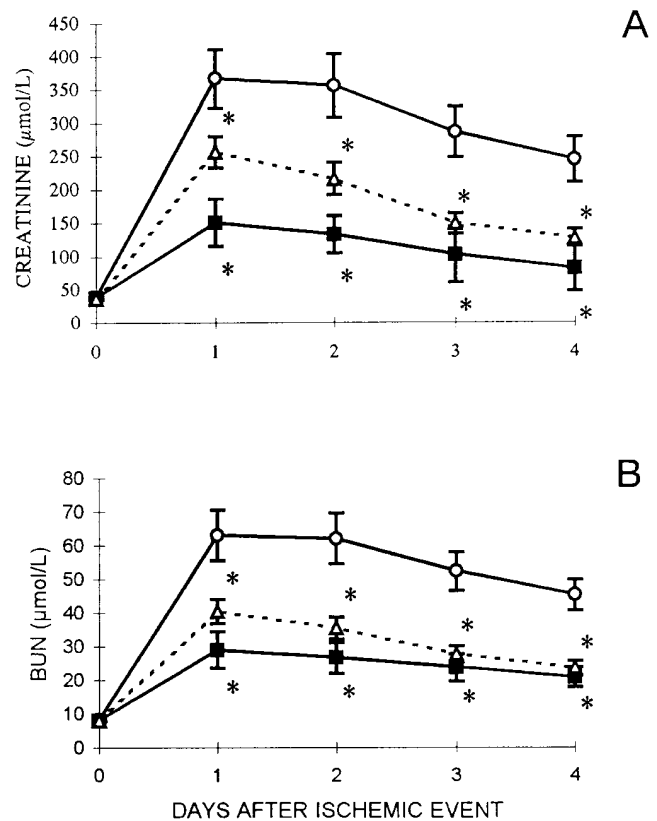 A
CREATININE (µmol/L)
450
400
350
300
250
200
150
100
50
0
* * * *
* * * *
0 1 2 3 4
B
BUN (µmol/L)
80
70
60
50
40
30
20
10
0
* * * *
* * * *
0 1 2 3 4
DAYS AFTER ISCHEMIC EVENT